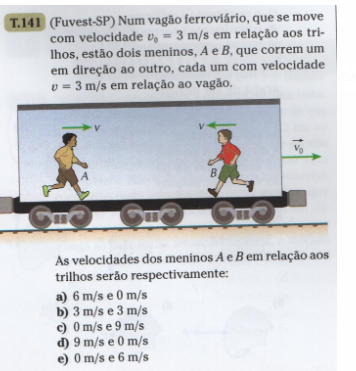 T.141 (Fuvest-SP) Num vagão ferroviário, que se move
com velocidade v₀ = 3 m/s em relação aos tri-
lhos, estão dois meninos, A e B, que correm um
em direção ao outro, cada um com velocidade
v = 3 m/s em relação ao vagão.
v v
v₀
A B
As velocidades dos meninos A e B em relação aos
trilhos serão respectivamente:
a) 6 m/s e 0 m/s
b) 3 m/s e 3 m/s
c) 0 m/s e 9 m/s
d) 9 m/s e 0 m/s
e) 0 m/s e 6 m/s